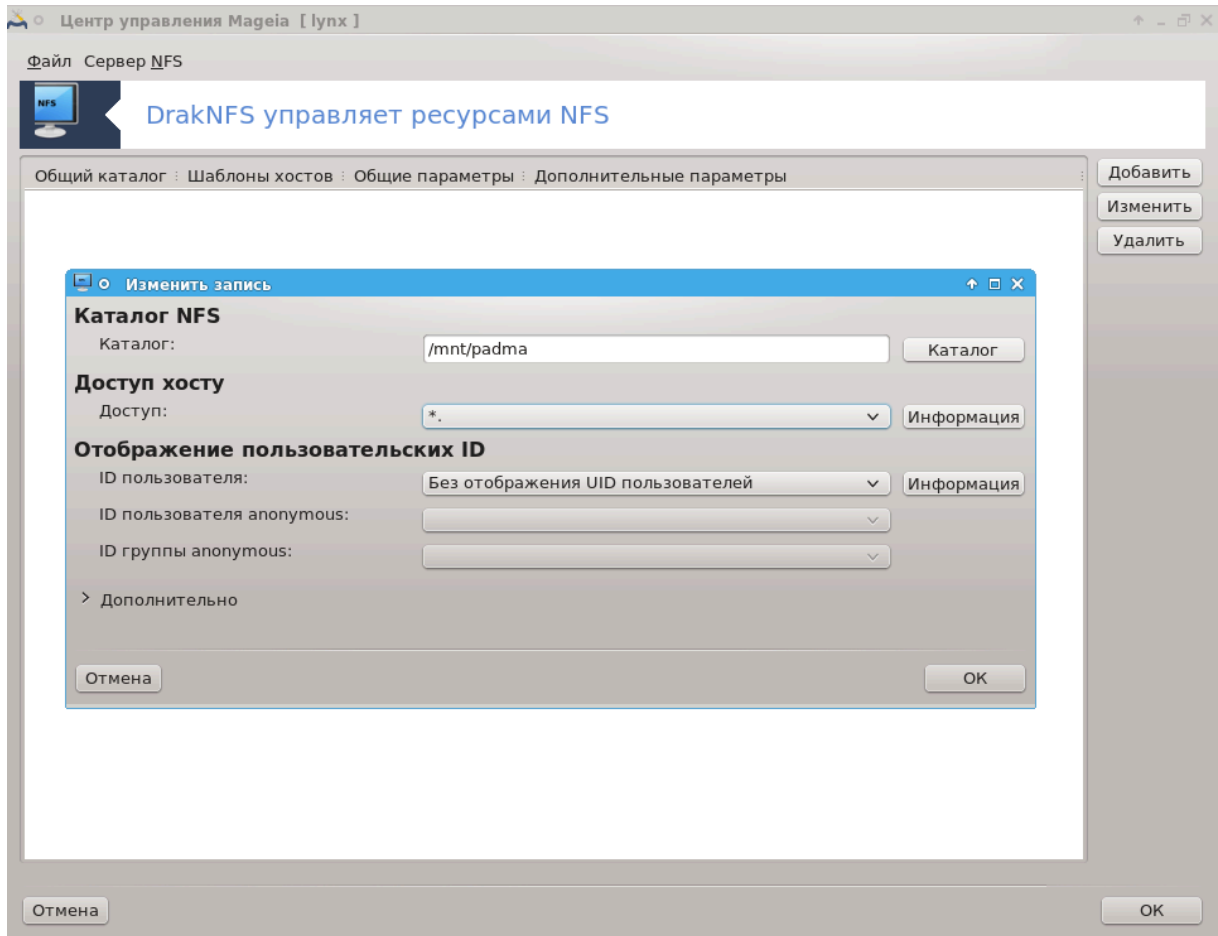 Центр управления Mageia [ lynx ]
Файл Сервер NFS
NFS
DrakNFS управляет ресурсами NFS
Общий каталог Шаблоны хостов Общие параметры Дополнительные параметры
Добавить
Изменить
Удалить
Изменить запись
Каталог NFS
Каталог: /mnt/padma Каталог
Доступ хосту
Доступ: *. Информация
Отображение пользовательских ID
ID пользователя: Без отображения UID пользователей Информация
ID пользователя anonymous:
ID группы anonymous:
> Дополнительно
Отмена OK
Отмена OK